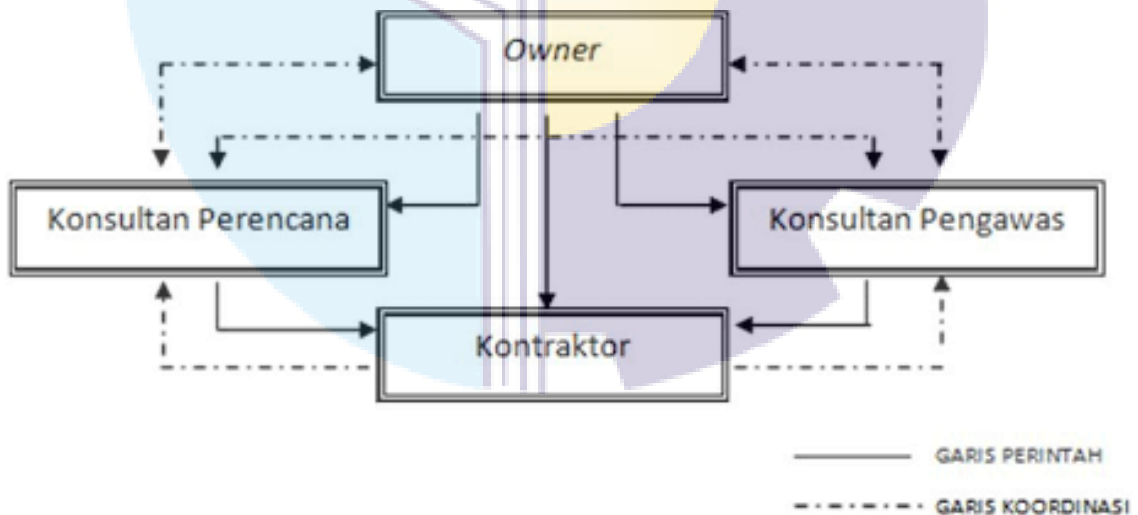 Owner
Konsultan Perencana
Konsultan Pengawas
Kontraktor
GARIS PERINTAH
GARIS KOORDINASI